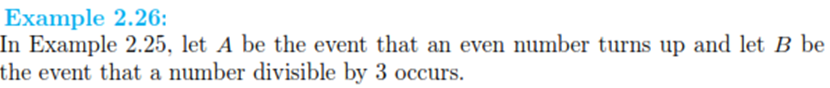 Example 2.26:
In Example 2.25, let A be the event that an even number turns up and let B be
the event that a number divisible by 3 occurs.